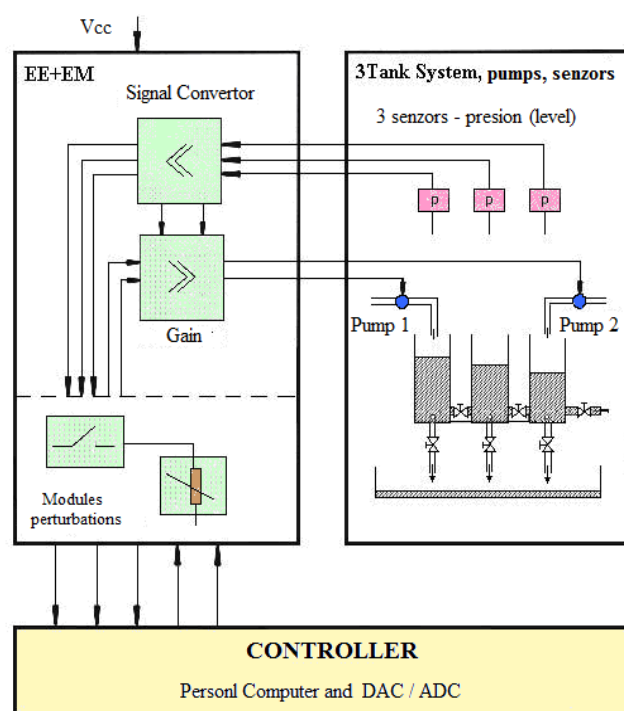 Vcc
EE+EM
Signal Convertor
Gain
Modules
perturbations
3Tank System, pumps, senzors
3 senzors - presion (level)
p p p
Pump 1
Pump 2
CONTROLLER
Personl Computer and DAC / ADC